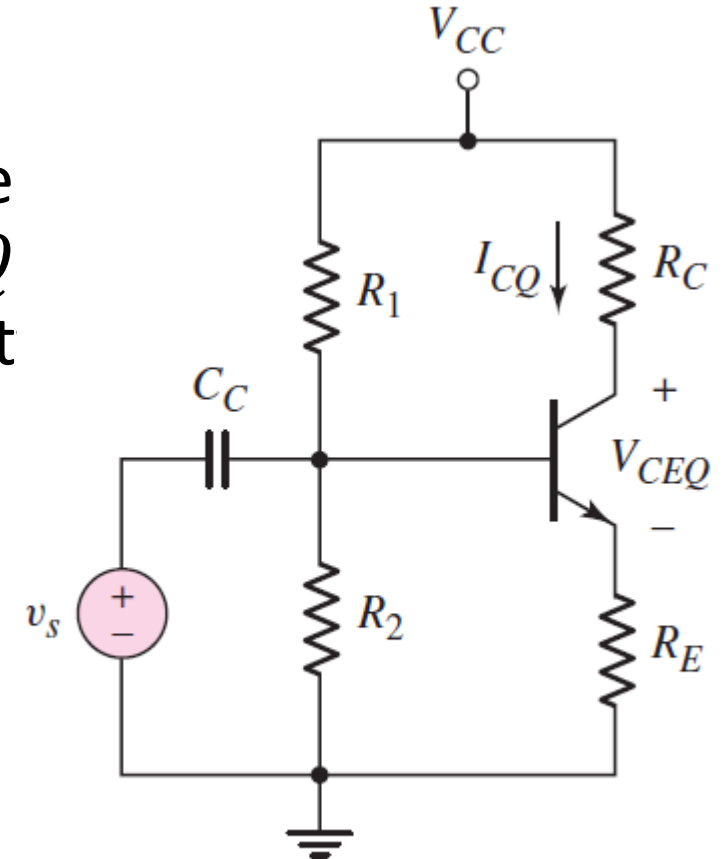 V_CC
e
Q
t
I_CQ
R_C
R_1
C_C
+
V_CEQ
−
+
−
v_s
R_2
R_E